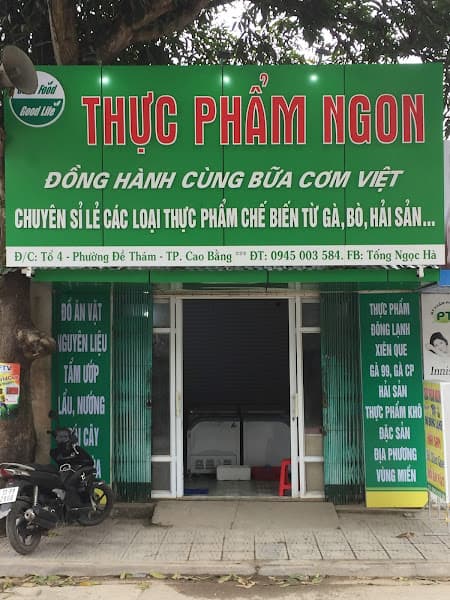 Good Food
Good Life
THỰC PHẨM NGON
ĐỒNG HÀNH CÙNG BỮA CƠM VIỆT
CHUYÊN SỈ LẺ CÁC LOẠI THỰC PHẨM CHẾ BIẾN TỪ GÀ, BÒ, HẢI SẢN...
Đ/C: Tổ 4 - Phường Đề Thám - TP. Cao Bằng *** ĐT: 0945 003 584. FB: Tống Ngọc Hà
ĐỒ ĂN VẶT
NGUYÊN LIỆU
TẨM ƯỚP
LẨU, NƯỚNG
CÂY
THỰC PHẨM
ĐÔNG LẠNH
XIÊN QUE
GÀ 99, GÀ CP
HẢI SẢN
THỰC PHẨM KHÔ
ĐẶC SẢN
ĐỊA PHƯƠNG
VÙNG MIỀN
Innis